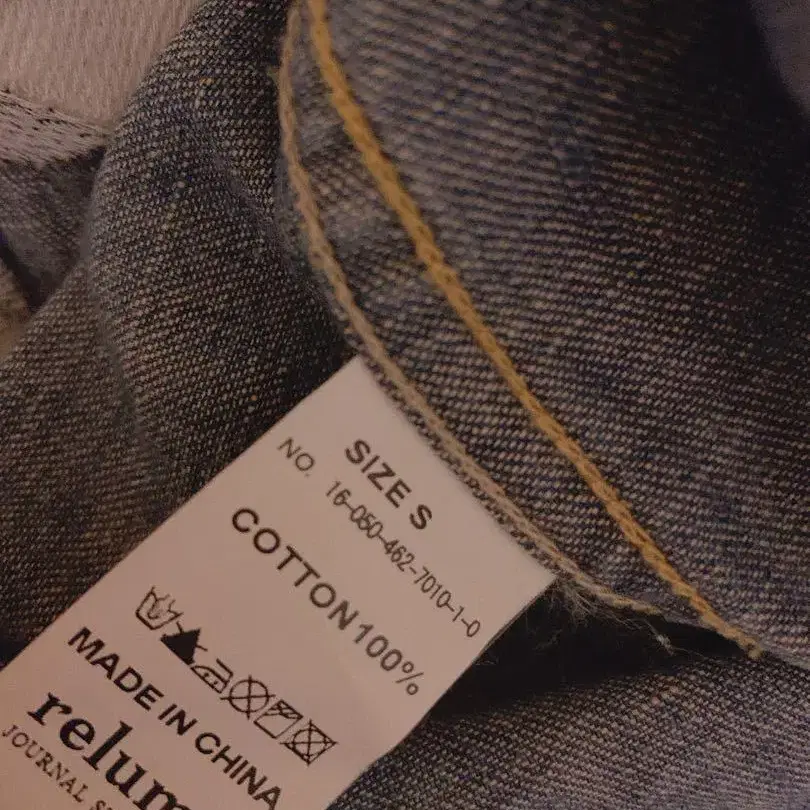 SIZE S
NO. 16-050-462-7010-1-0
COTTON 100%
MADE IN CHINA
relum
JOURNAL S